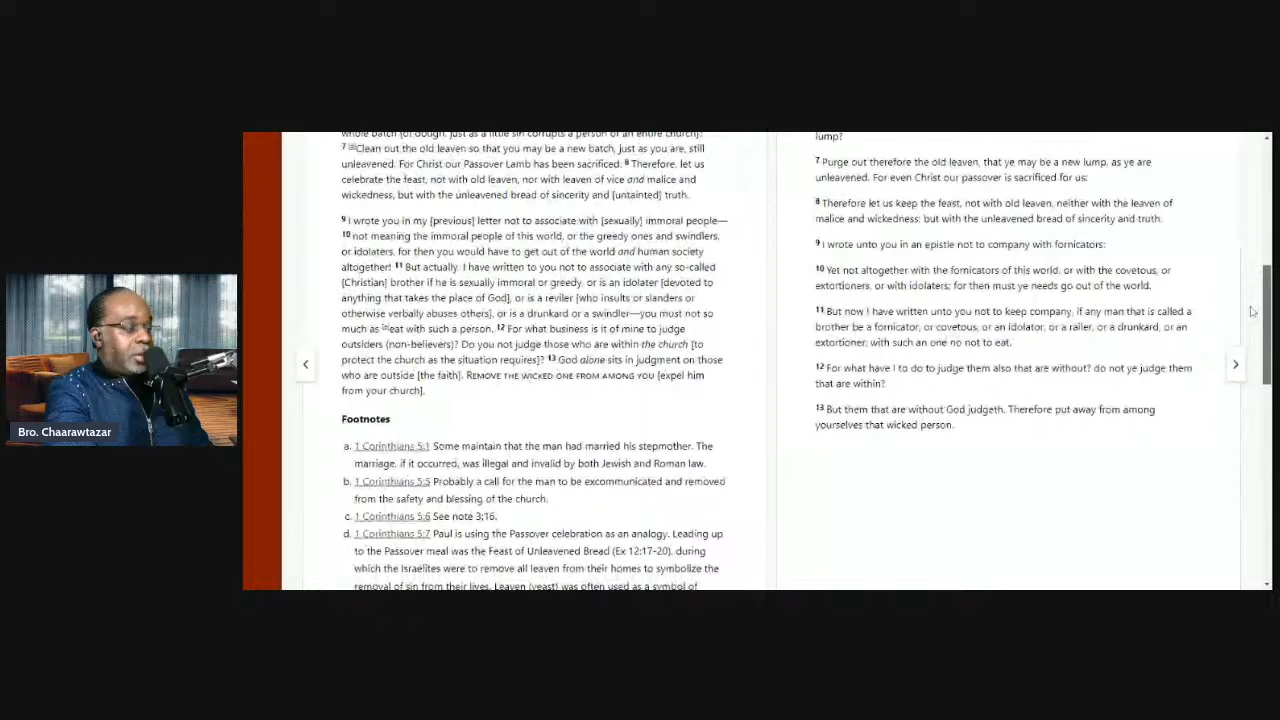 whole batch [of dough, just as a little sin corrupts a person or an entire church]?
7 [d]Clean out the old leaven so that you may be a new batch, just as you are, still
unleavened. For Christ our Passover Lamb has been sacrificed. 8 Therefore, let us
celebrate the feast, not with old leaven, nor with leaven of vice and malice and
wickedness, but with the unleavened bread of sincerity and [untainted] truth.
9 I wrote you in my [previous] letter not to associate with [sexually] immoral people—
10 not meaning the immoral people of this world, or the greedy ones and swindlers,
or idolaters, for then you would have to get out of the world and human society
altogether! 11 But actually, I have written to you not to associate with any so-called
[Christian] brother if he is sexually immoral or greedy, or is an idolater [devoted to
anything that takes the place of God], or is a reviler [who insults or slanders or
otherwise verbally abuses others], or is a drunkard or a swindler—you must not so
much as [e]eat with such a person. 12 For what business is it of mine to judge
outsiders (non-believers)? Do you not judge those who are within the church [to
protect the church as the situation requires]? 13 God alone sits in judgment on those
who are outside [the faith]. REMOVE THE WICKED ONE FROM AMONG YOU [expel him
from your church].
Footnotes
a. 1 Corinthians 5:1 Some maintain that the man had married his stepmother. The
marriage, if it occurred, was illegal and invalid by both Jewish and Roman law.
b. 1 Corinthians 5:5 Probably a call for the man to be excommunicated and removed
from the safety and blessing of the church.
c. 1 Corinthians 5:6 See note 3:16.
d. 1 Corinthians 5:7 Paul is using the Passover celebration as an analogy. Leading up
to the Passover meal was the Feast of Unleavened Bread (Ex 12:17-20), during
which the Israelites were to remove all leaven from their homes to symbolize the
removal of sin from their lives. Leaven (yeast) was often used as a symbol of
lump?
7 Purge out therefore the old leaven, that ye may be a new lump, as ye are
unleavened. For even Christ our passover is sacrificed for us:
8 Therefore let us keep the feast, not with old leaven, neither with the leaven of
malice and wickedness; but with the unleavened bread of sincerity and truth.
9 I wrote unto you in an epistle not to company with fornicators:
10 Yet not altogether with the fornicators of this world, or with the covetous, or
extortioners, or with idolaters; for then must ye needs go out of the world.
11 But now I have written unto you not to keep company, if any man that is called a
brother be a fornicator, or covetous, or an idolator, or a railer, or a drunkard, or an
extortioner; with such an one no not to eat.
12 For what have I to do to judge them also that are without? do not ye judge them
that are within?
13 But them that are without God judgeth. Therefore put away from among
yourselves that wicked person.
Bro. Chaarawtazar